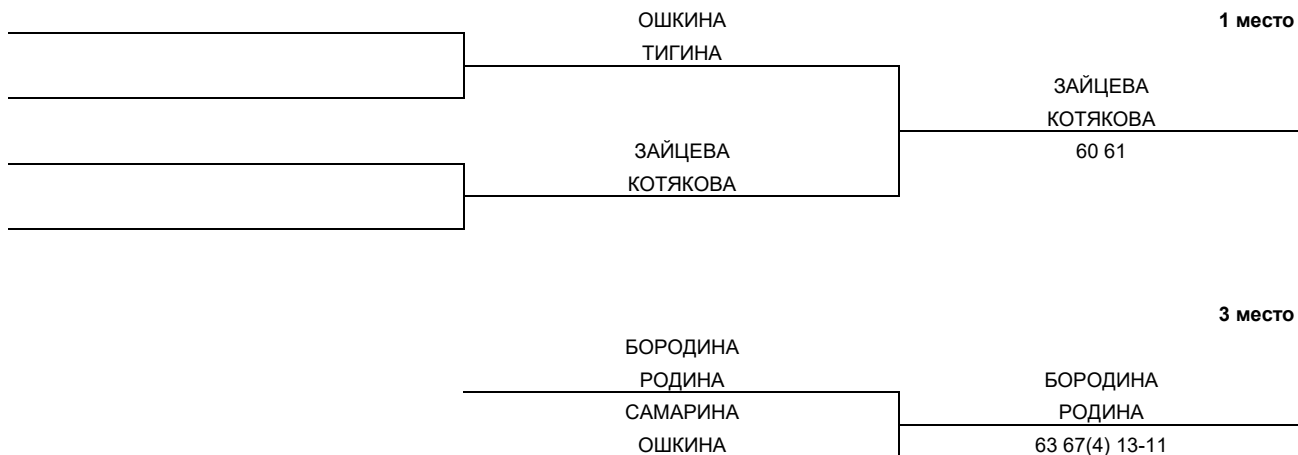 ОШКИНА
1 место
ТИГИНА
ЗАЙЦЕВА
КОТЯКОВА
ЗАЙЦЕВА
60 61
КОТЯКОВА
3 место
БОРОДИНА
РОДИНА
БОРОДИНА
САМАРИНА
РОДИНА
ОШКИНА
63 67(4) 13-11